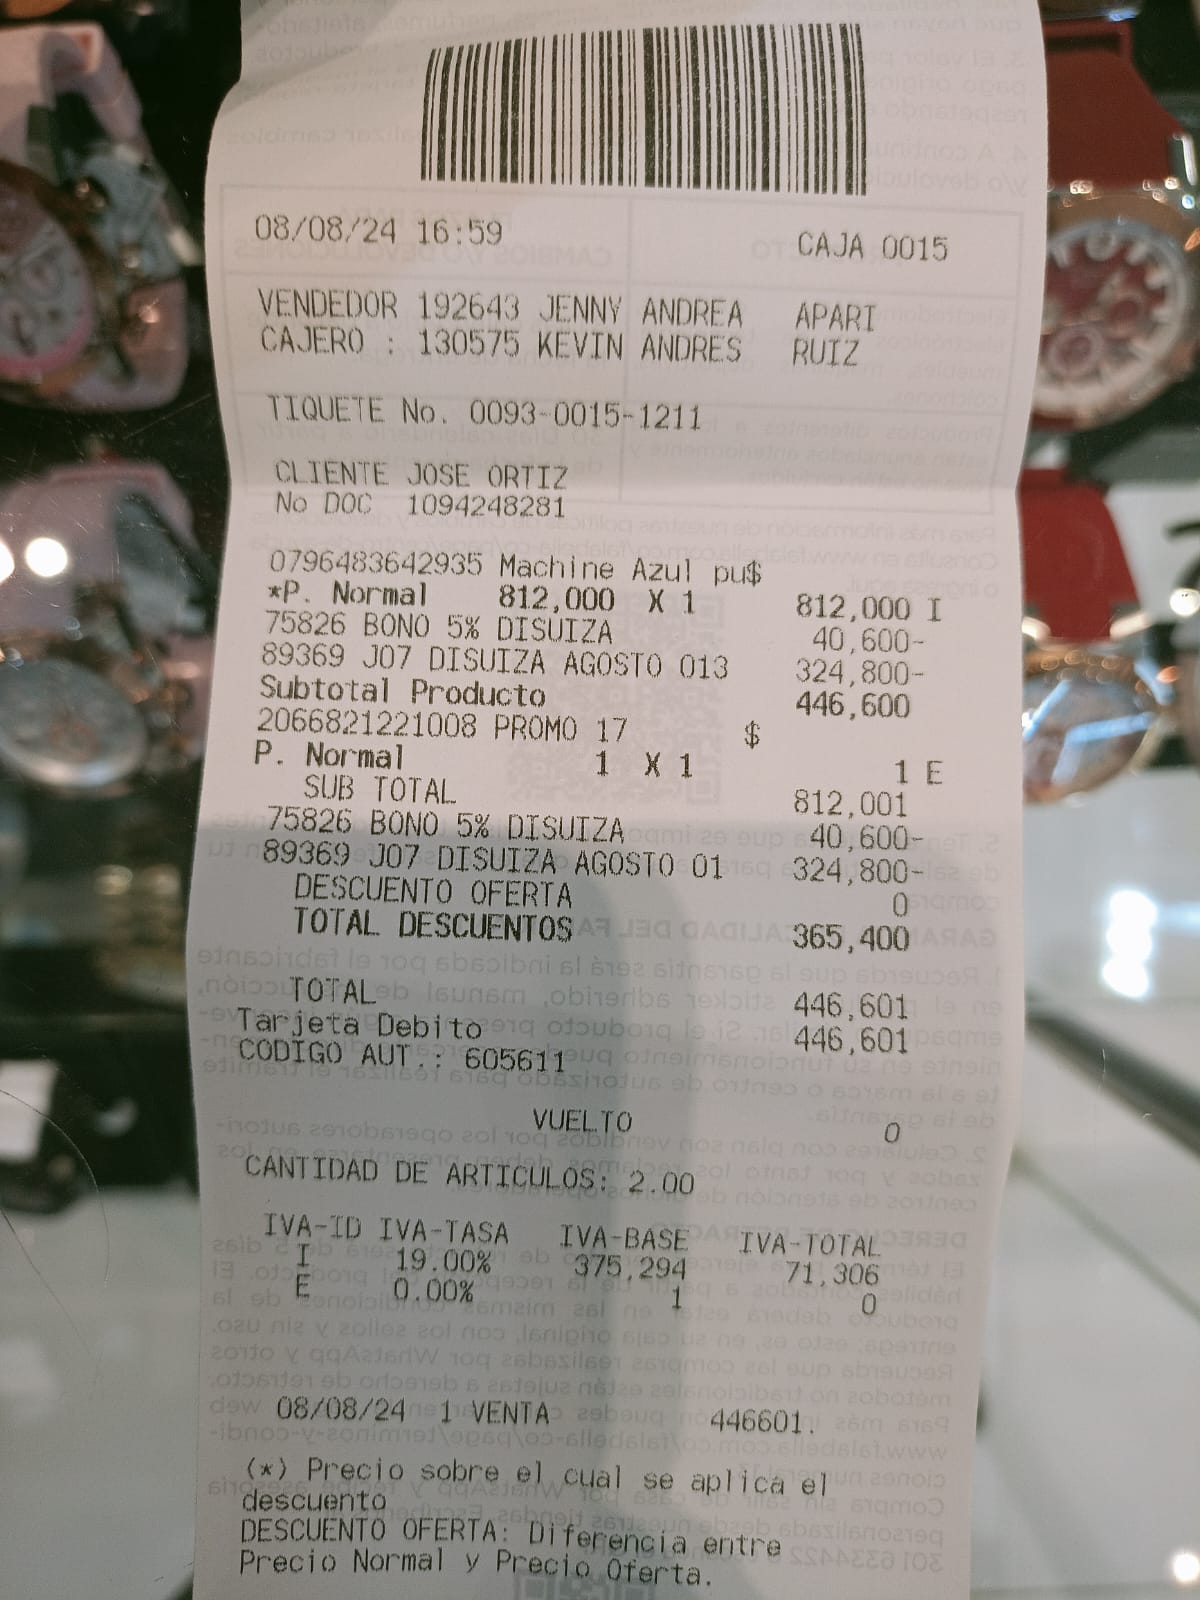 08/08/24 16:59 CAJA 0015
VENDEDOR 192643 JENNY ANDREA APARI
CAJERO : 130575 KEVIN ANDRES RUIZ
TIQUETE No. 0093-0015-1211
CLIENTE JOSE ORTIZ
No DOC 1094248281
0796483642935 Machine Azul pu$
*P. Normal 812,000 X 1 812,000 I
75826 BONO 5% DISUIZA 40,600-
89369 J07 DISUIZA AGOSTO 013 324,800-
Subtotal Producto 446,600
2066821221008 PROMO 17 $
P. Normal 1 X 1 1 E
SUB TOTAL 812,001
75826 BONO 5% DISUIZA 40,600-
89369 J07 DISUIZA AGOSTO 01 324,800-
DESCUENTO OFERTA 0
TOTAL DESCUENTOS 365,400
TOTAL 446,601
Tarjeta Debito 446,601
CODIGO AUT.: 605611
VUELTO 0
CANTIDAD DE ARTICULOS: 2.00
IVA-ID IVA-TASA IVA-BASE IVA-TOTAL
I 19.00% 375,294 71,306
E 0.00% 1 0
08/08/24 1 VENTA 446601.
(*) Precio sobre el cual se aplica el
descuento
DESCUENTO OFERTA: Diferencia entre
Precio Normal y Precio Oferta.